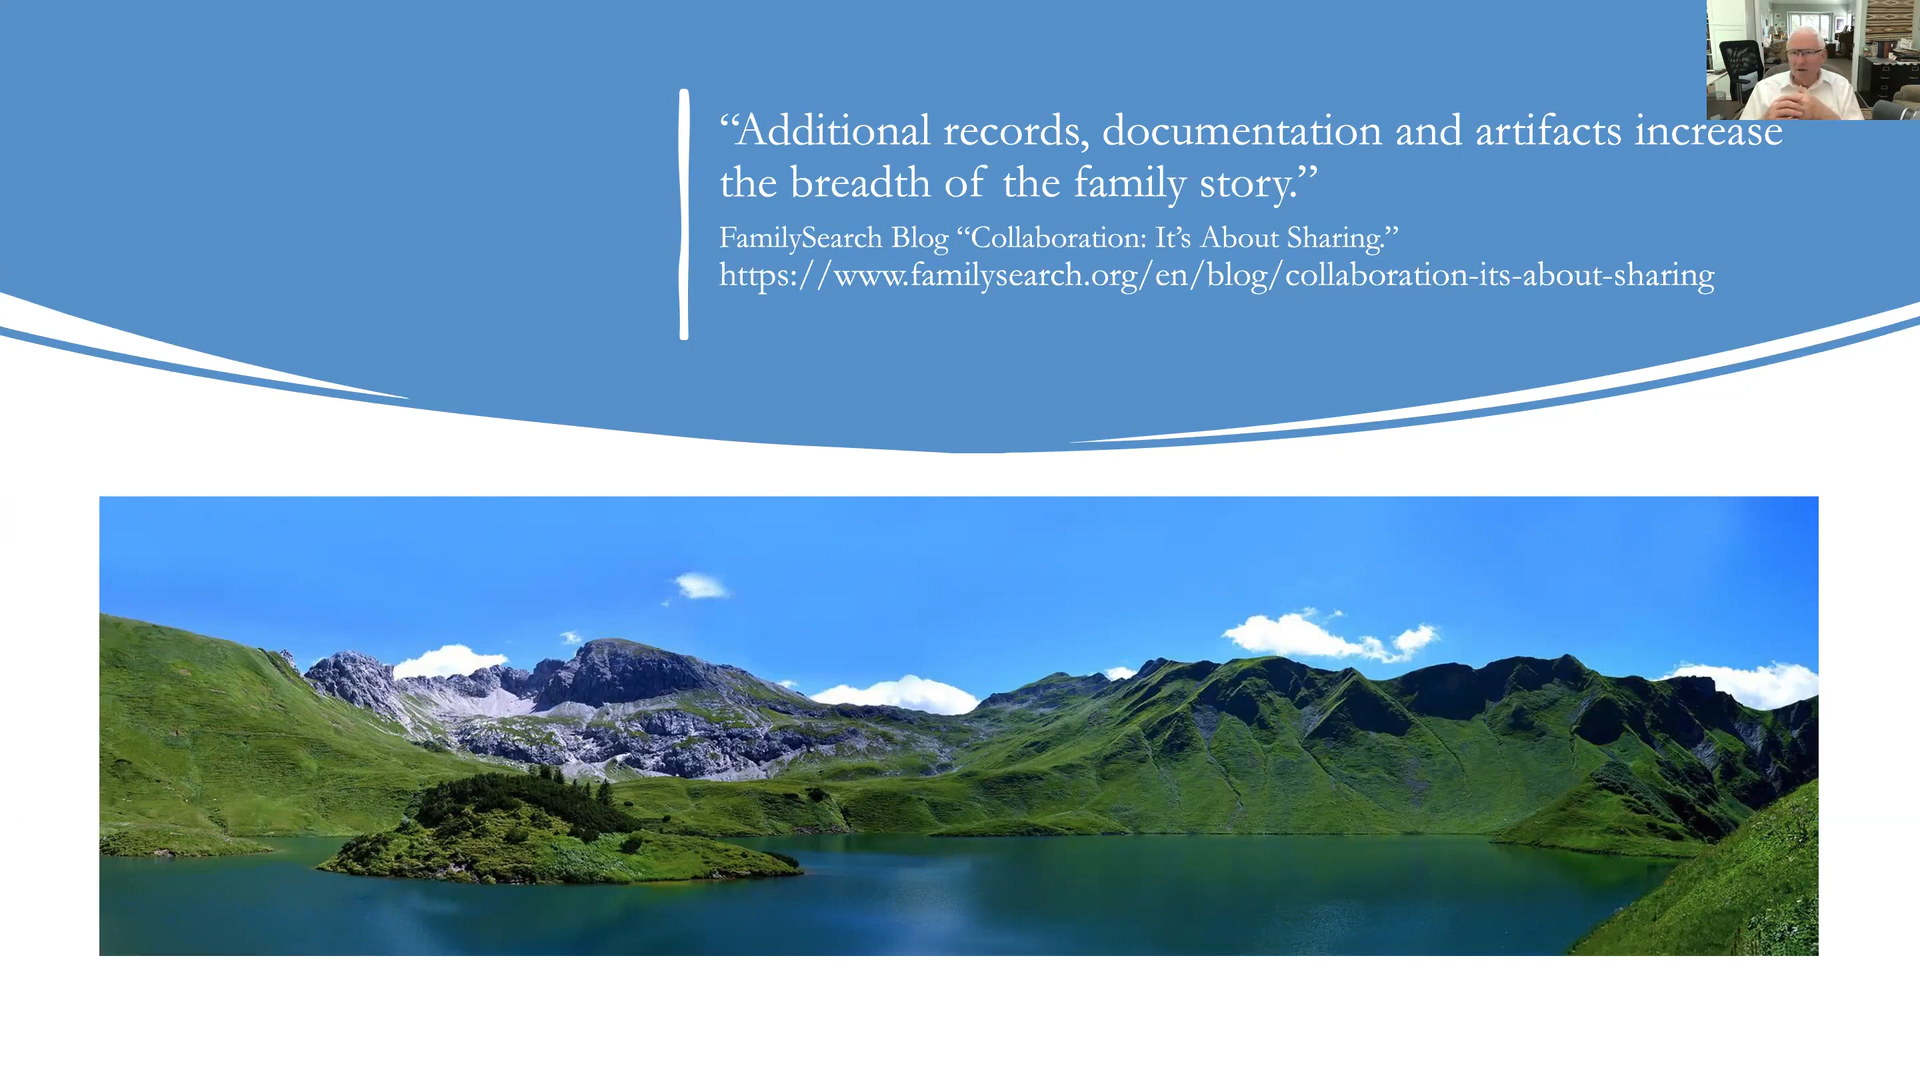 “Additional records, documentation and artifacts increase
the breadth of the family story.”
FamilySearch Blog “Collaboration: It’s About Sharing.”
https://www.familysearch.org/en/blog/collaboration-its-about-sharing